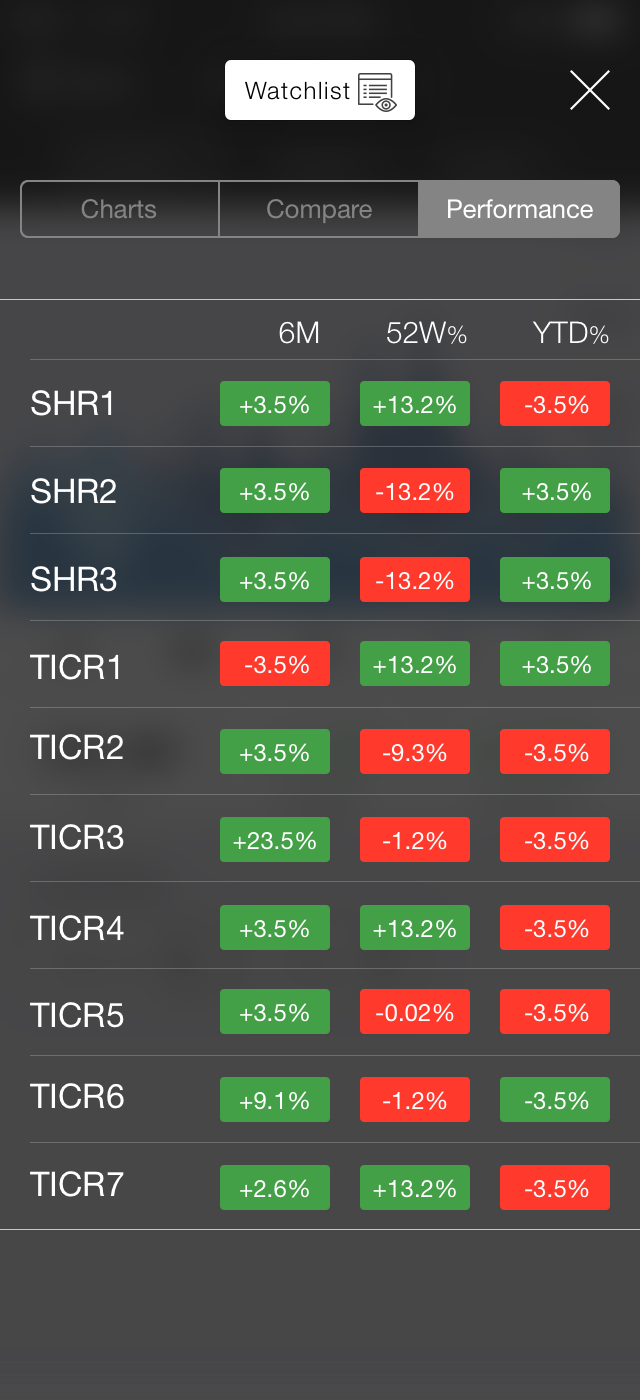 Watchlist
Charts Compare Performance
6M 52W% YTD%
SHR1 +3.5% +13.2% -3.5%
SHR2 +3.5% -13.2% +3.5%
SHR3 +3.5% -13.2% +3.5%
TICR1 -3.5% +13.2% +3.5%
TICR2 +3.5% -9.3% -3.5%
TICR3 +23.5% -1.2% -3.5%
TICR4 +3.5% +13.2% -3.5%
TICR5 +3.5% -0.02% -3.5%
TICR6 +9.1% -1.2% -3.5%
TICR7 +2.6% +13.2% -3.5%